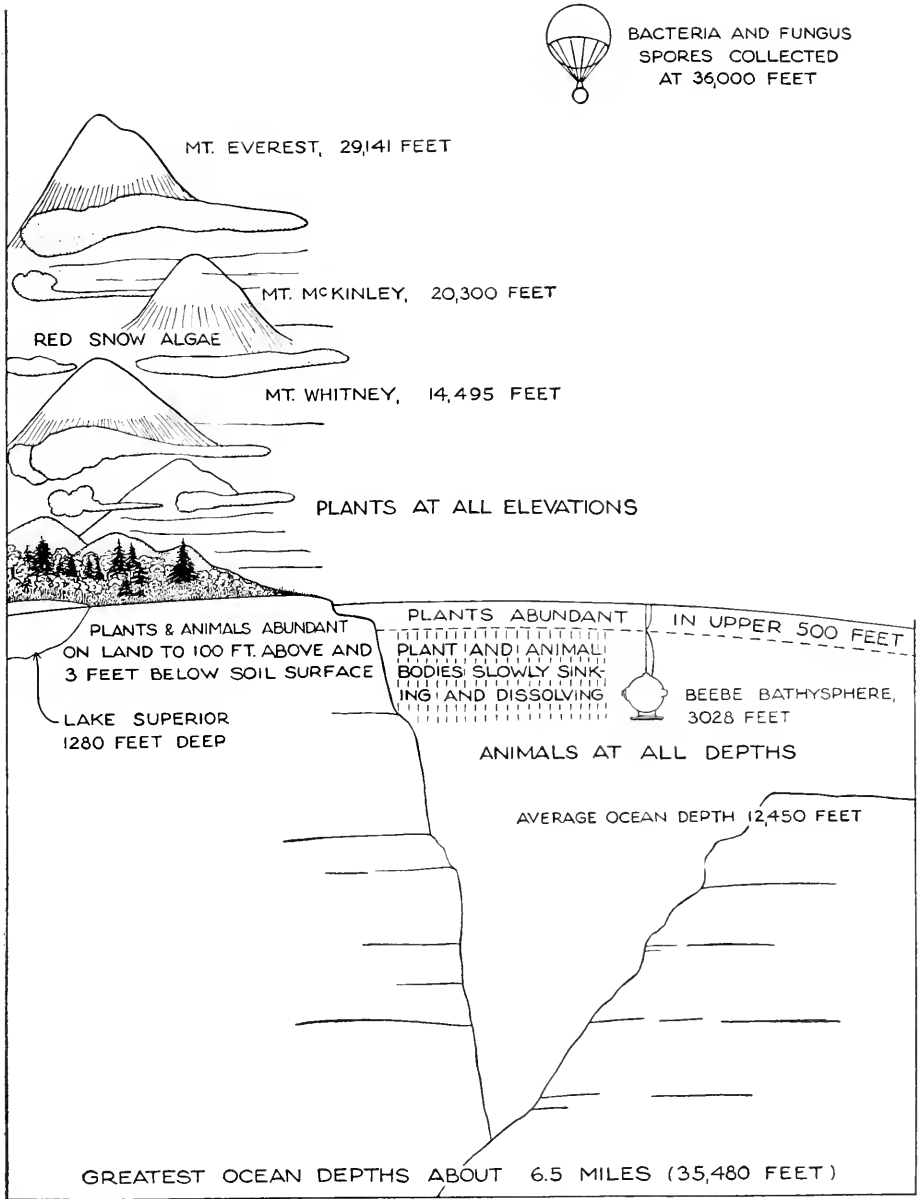 BACTERIA AND FUNGUS
SPORES COLLECTED
AT 36,000 FEET
MT. EVEREST, 29,141 FEET
MT. McKINLEY, 20,300 FEET
RED SNOW ALGAE
MT. WHITNEY, 14,495 FEET
PLANTS AT ALL ELEVATIONS
PLANTS ABUNDANT IN UPPER 500 FEET
PLANTS & ANIMALS ABUNDANT
ON LAND TO 100 FT. ABOVE AND
3 FEET BELOW SOIL SURFACE
PLANT AND ANIMAL
BODIES SLOWLY SINK-
ING AND DISSOLVING
BEEBE BATHYSPHERE,
3028 FEET
LAKE SUPERIOR
1280 FEET DEEP
ANIMALS AT ALL DEPTHS
AVERAGE OCEAN DEPTH 12,450 FEET
GREATEST OCEAN DEPTHS ABOUT 6.5 MILES (35,480 FEET)